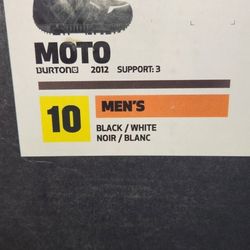 MOTO
BURTON 2012 SUPPORT: 3
10 MEN'S
BLACK / WHITE
NOIR / BLANC